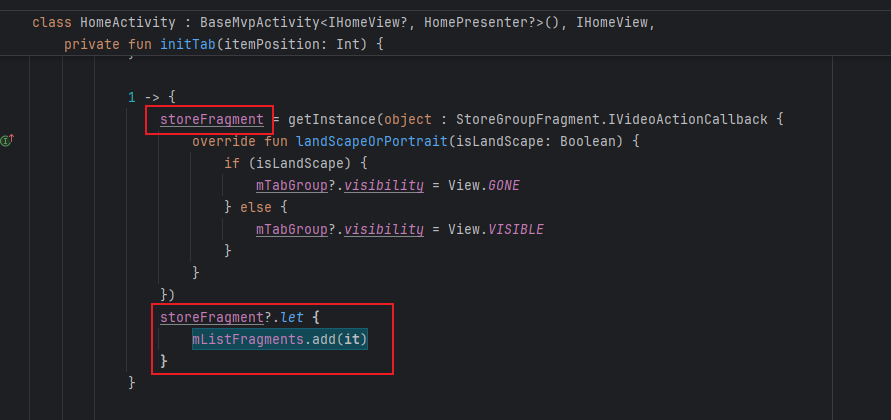 class HomeActivity : BaseMvpActivity<IHomeView?, HomePresenter?>(), IHomeView,
    private fun initTab(itemPosition: Int) {
            }
            1 -> {
                storeFragment = getInstance(object : StoreGroupFragment.IVideoActionCallback {
                    override fun landScapeOrPortrait(isLandScape: Boolean) {
                        if (isLandScape) {
                            mTabGroup?.visibility = View.GONE
                        } else {
                            mTabGroup?.visibility = View.VISIBLE
                        }
                    }
                })
                storeFragment?.let {
                    mListFragments.add(it)
                }
            }